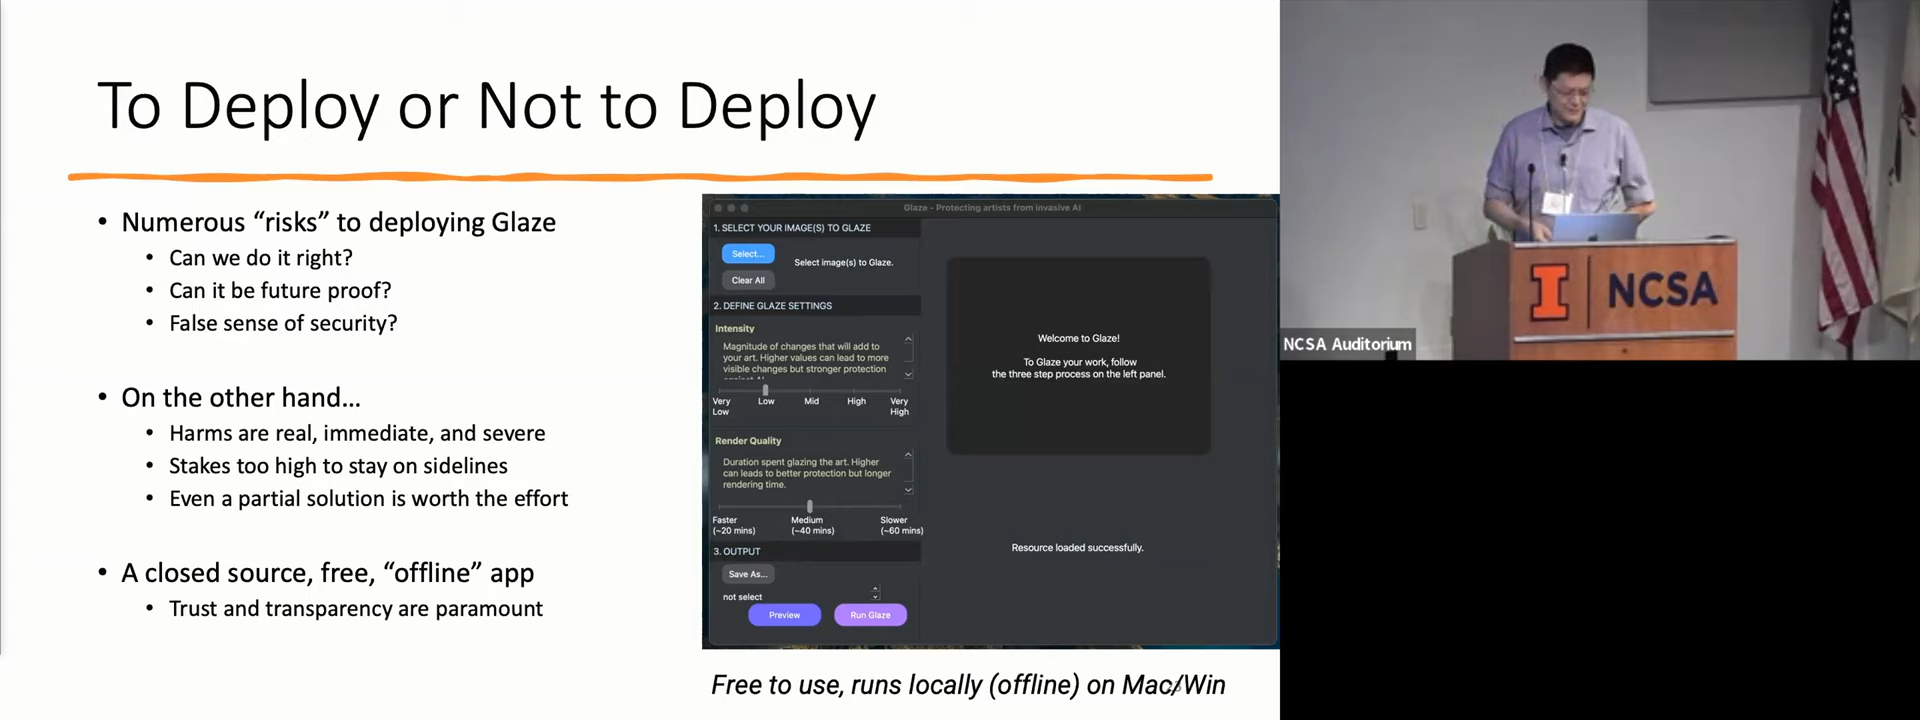 To Deploy or Not to Deploy
• Numerous “risks” to deploying Glaze
• Can we do it right?
• Can it be future proof?
• False sense of security?
• On the other hand...
• Harms are real, immediate, and severe
• Stakes too high to stay on sidelines
• Even a partial solution is worth the effort
• A closed source, free, “offline” app
• Trust and transparency are paramount
Glaze - Protecting artists from invasive AI
1. SELECT YOUR IMAGE(S) TO GLAZE
Select...
Select image(s) to Glaze.
Clear All
2. DEFINE GLAZE SETTINGS
Intensity
Magnitude of changes that will add to
your art. Higher values can lead to more
visible changes but stronger protection
Very Low
Low
Mid
High
Very High
Render Quality
Duration spent glazing the art. Higher
can leads to better protection but longer
rendering time.
Faster (~20 mins)
Medium (~40 mins)
Slower (~60 mins)
3. OUTPUT
Save As...
not select
Preview
Run Glaze
Welcome to Glaze!
To Glaze your work, follow
the three step process on the left panel.
Resource loaded successfully.
Free to use, runs locally (offline) on Mac/Win
I NCSA
NCSA Auditorium